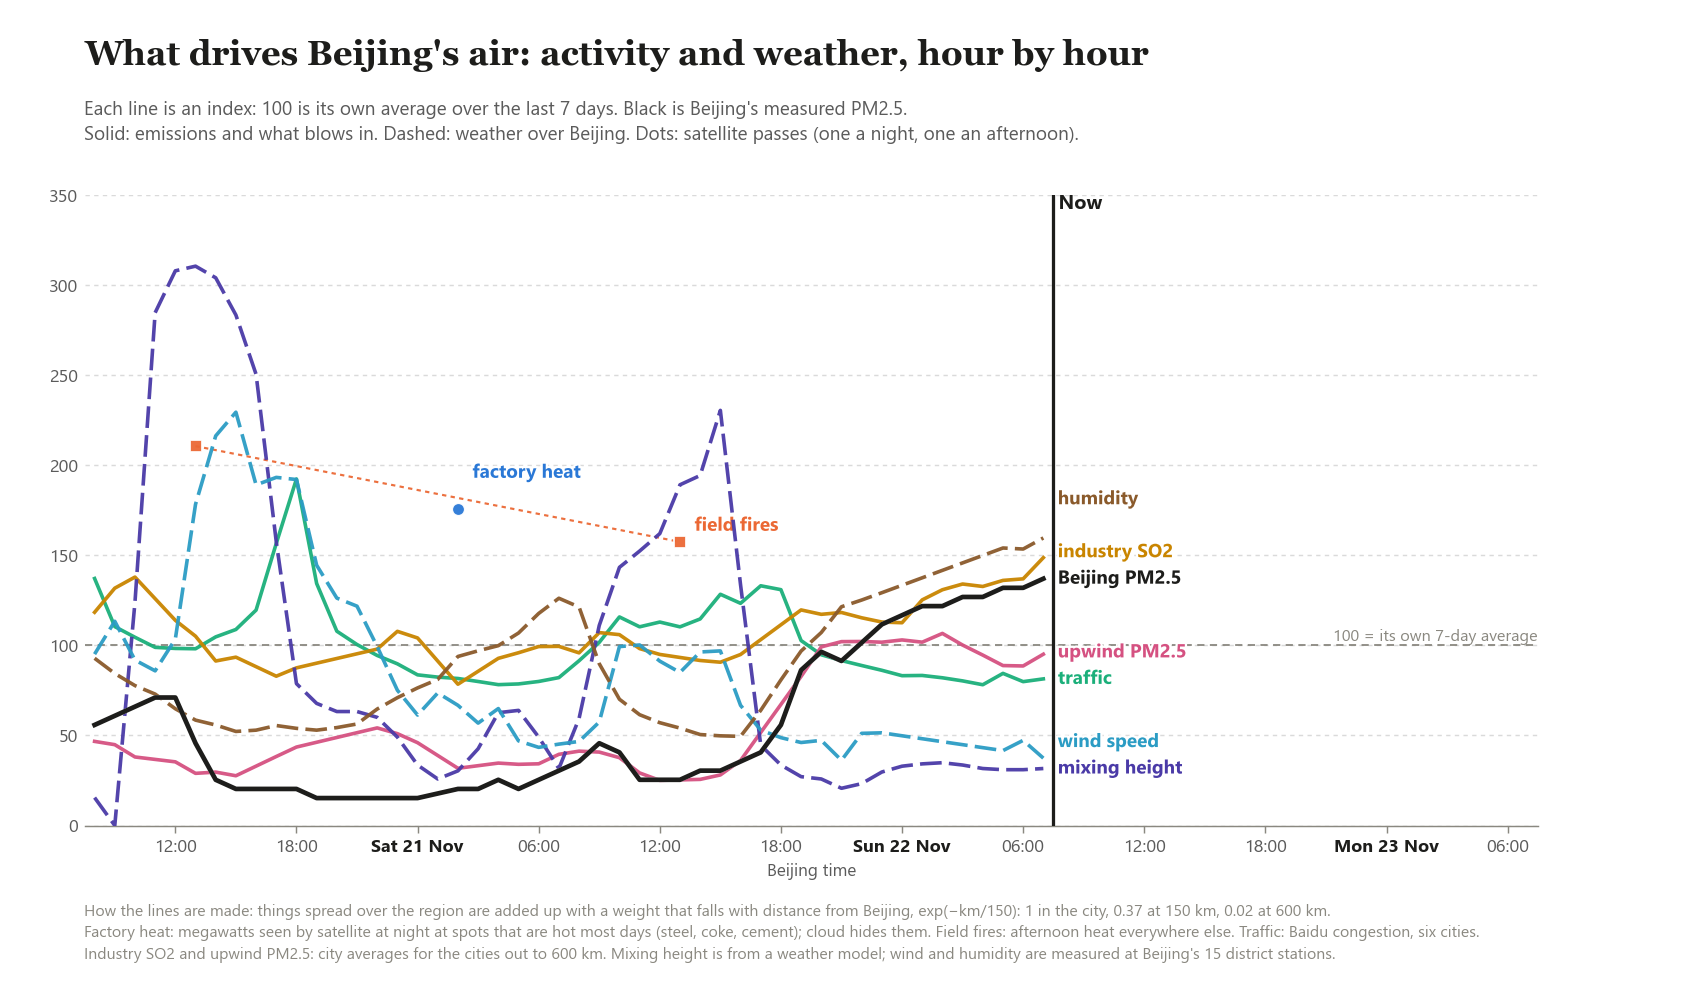 What drives Beijing's air: activity and weather, hour by hour
Each line is an index: 100 is its own average over the last 7 days. Black is Beijing's measured PM2.5.
Solid: emissions and what blows in. Dashed: weather over Beijing. Dots: satellite passes (one a night, one an afternoon).
350
300
250
200
150
100
50
0
Now
factory heat
field fires
humidity
industry SO2
Beijing PM2.5
100 = its own 7-day average
upwind PM2.5
traffic
wind speed
mixing height
12:00 18:00 Sat 21 Nov 06:00 12:00 18:00 Sun 22 Nov 06:00 12:00 18:00 Mon 23 Nov 06:00
Beijing time
How the lines are made: things spread over the region are added up with a weight that falls with distance from Beijing, exp(−km/150): 1 in the city, 0.37 at 150 km, 0.02 at 600 km.
Factory heat: megawatts seen by satellite at night at spots that are hot most days (steel, coke, cement); cloud hides them. Field fires: afternoon heat everywhere else. Traffic: Baidu congestion, six cities.
Industry SO2 and upwind PM2.5: city averages for the cities out to 600 km. Mixing height is from a weather model; wind and humidity are measured at Beijing's 15 district stations.